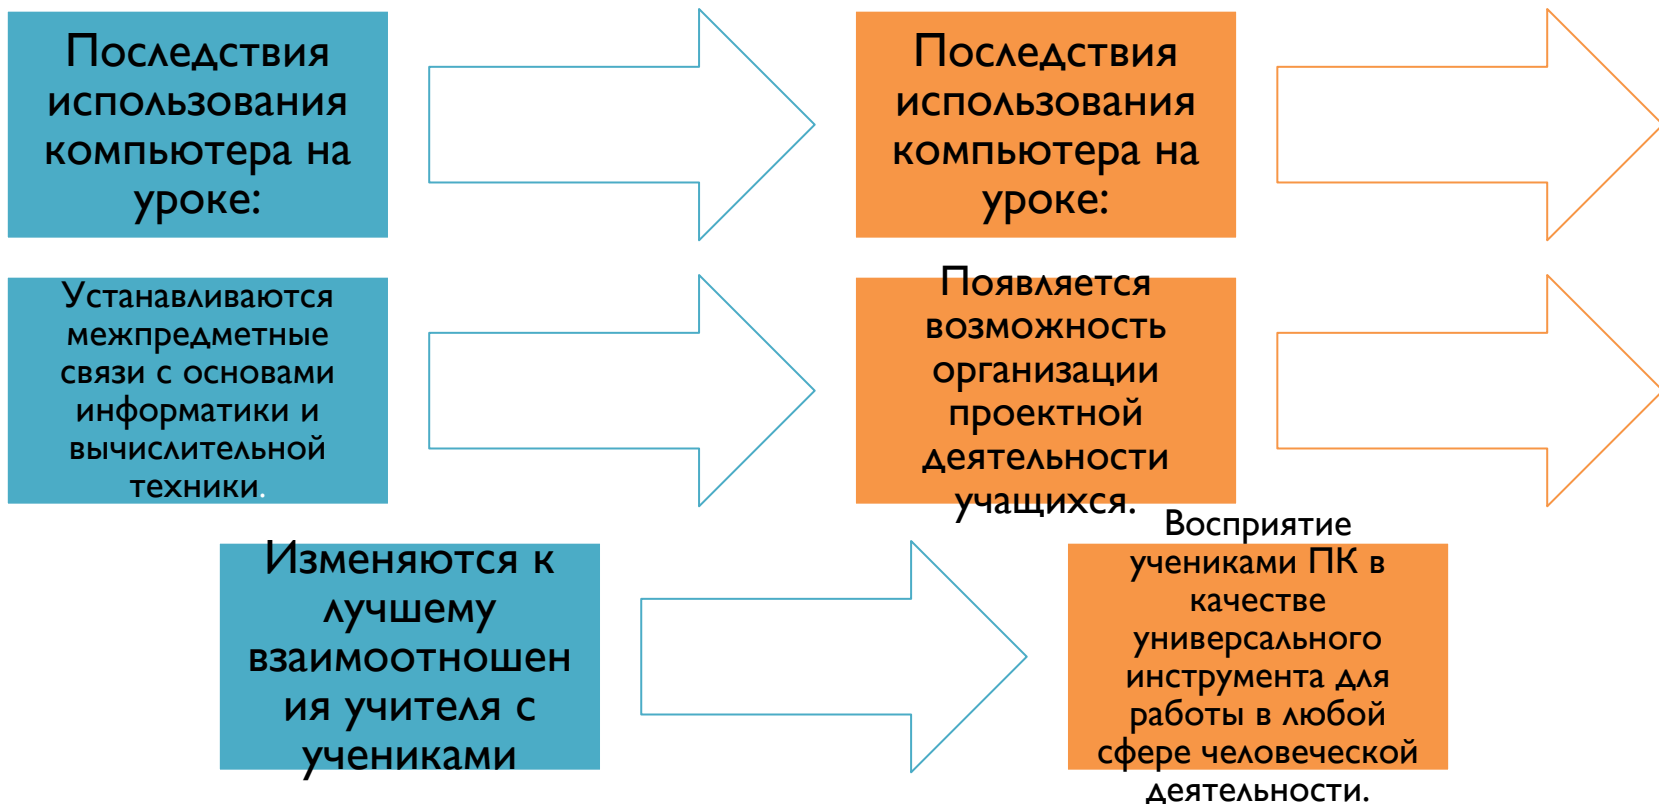 Последствия
использования
компьютера на
уроке:
Последствия
использования
компьютера на
уроке:
Устанавливаются
межпредметные
связи с основами
информатики и
вычислительной
техники.
Появляется
возможность
организации
проектной
деятельности
учащихся.
Изменяются к
лучшему
взаимоотношен
ия учителя с
учениками
Восприятие
учениками ПК в
качестве
универсального
инструмента для
работы в любой
сфере человеческой
деятельности.